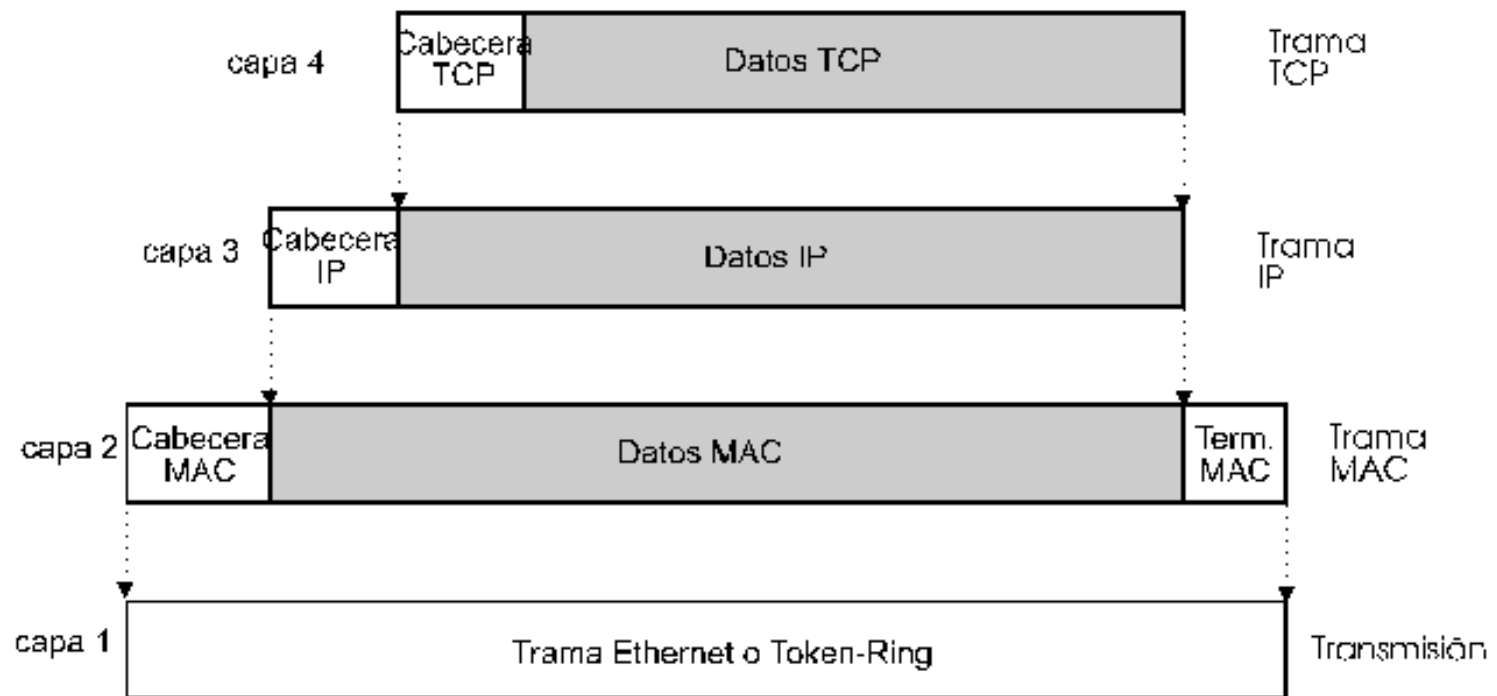 capa 4
Cabecera
TCP
Datos TCP
Trama
TCP
capa 3
Cabecera
IP
Datos IP
Trama
IP
capa 2
Cabecera
MAC
Datos MAC
Term.
MAC
Trama
MAC
capa 1
Trama Ethernet o Token-Ring
Transmisión